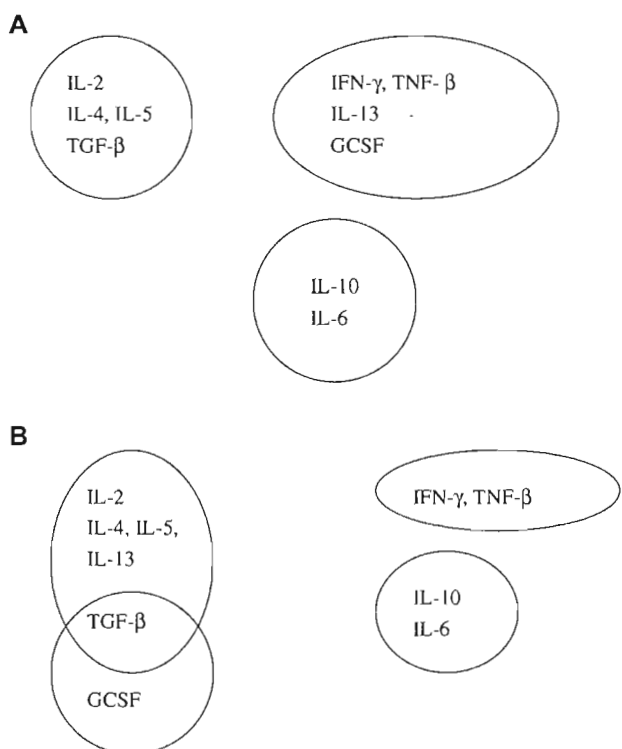 A
IL-2
IL-4, IL-5
TGF-β
IFN-γ, TNF- β
IL-13
GCSF
IL-10
IL-6
B
IL-2
IL-4, IL-5,
IL-13
TGF-β
GCSF
IFN-γ, TNF-β
IL-10
IL-6